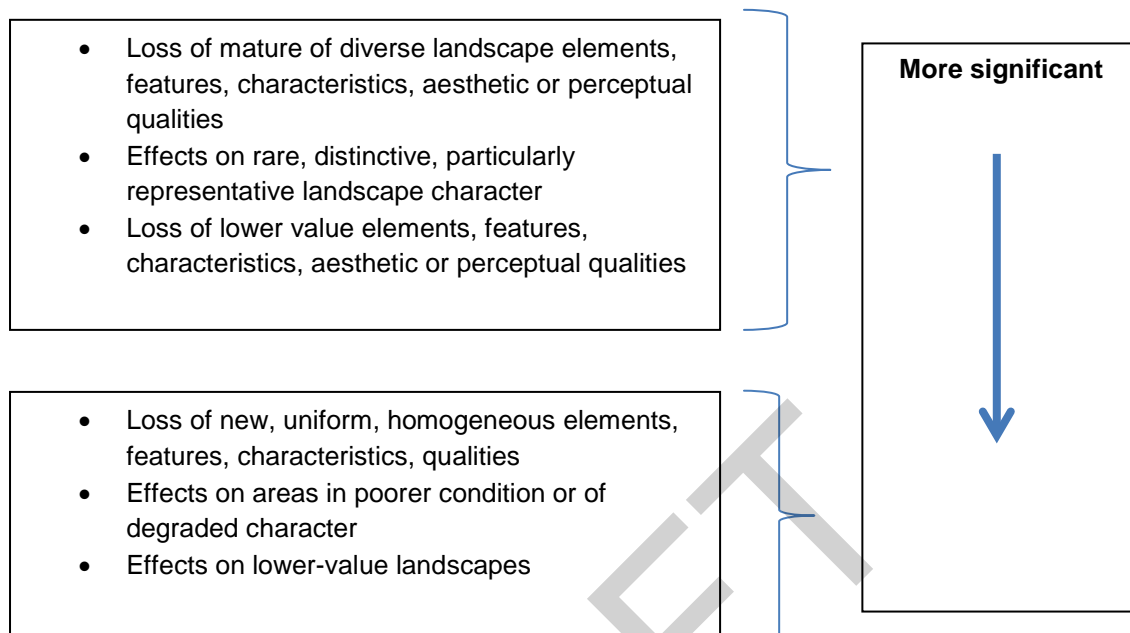 • Loss of mature of diverse landscape elements,
features, characteristics, aesthetic or perceptual
qualities
• Effects on rare, distinctive, particularly
representative landscape character
• Loss of lower value elements, features,
characteristics, aesthetic or perceptual qualities
More significant
• Loss of new, uniform, homogeneous elements,
features, characteristics, qualities
• Effects on areas in poorer condition or of
degraded character
• Effects on lower-value landscapes
FT